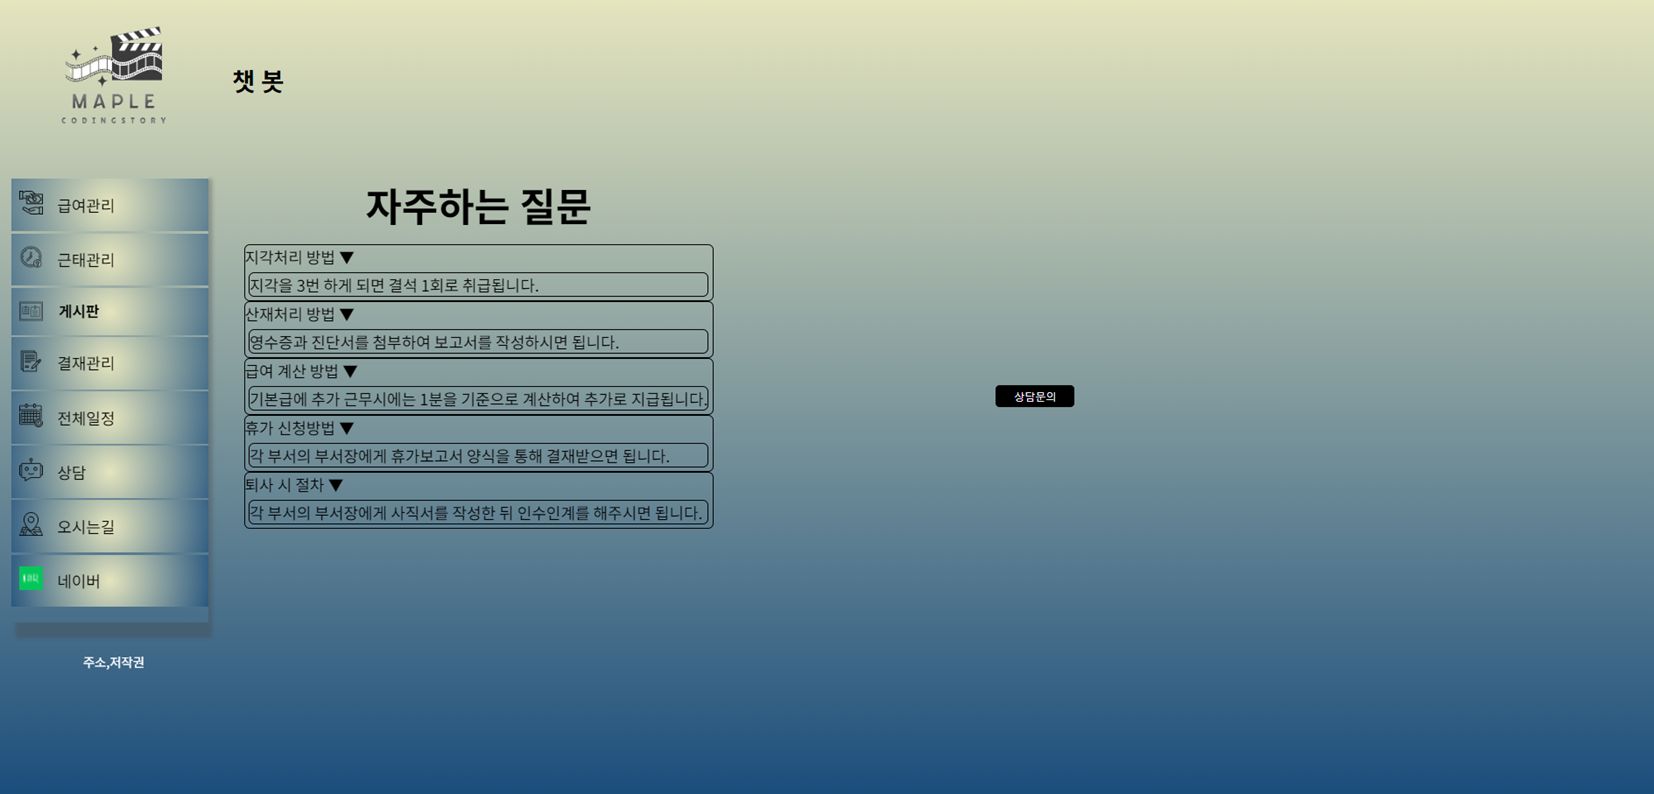 MAPLE
CODINGSTORY
챗 봇
급여관리
근태관리
게시판
결재관리
전체일정
상담
오시는길
네이버
주소,저작권
자주하는 질문
지각처리 방법 ▼
지각을 3번 하게 되면 결석 1회로 취급됩니다.
산재처리 방법 ▼
영수증과 진단서를 첨부하여 보고서를 작성하시면 됩니다.
급여 계산 방법 ▼
기본급에 추가 근무시에는 1분을 기준으로 계산하여 추가로 지급됩니다.
휴가 신청방법 ▼
각 부서의 부서장에게 휴가보고서 양식을 통해 결재받으면 됩니다.
퇴사 시 절차 ▼
각 부서의 부서장에게 사직서를 작성한 뒤 인수인계를 해주시면 됩니다.
상담문의